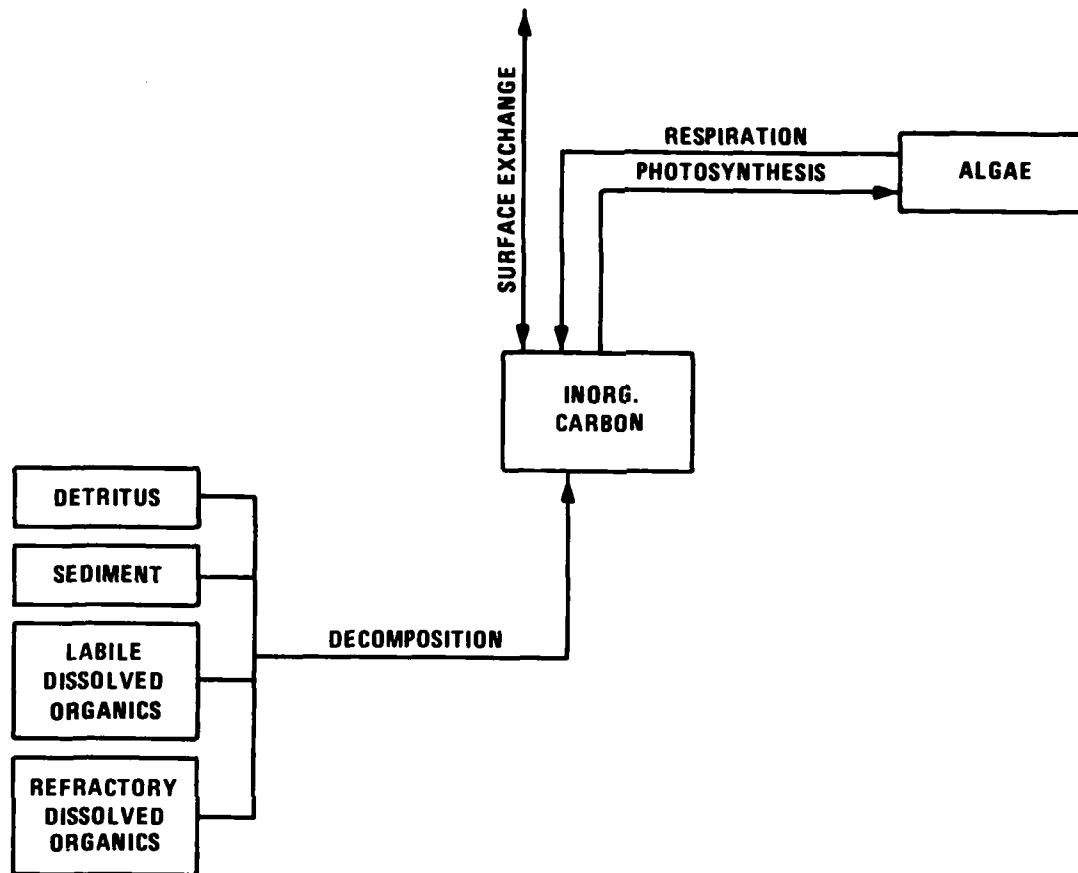 SURFACE EXCHANGE
RESPIRATION
PHOTOSYNTHESIS
ALGAE
INORG.
CARBON
DETRITUS
SEDIMENT
LABILE
DISSOLVED
ORGANICS
DECOMPOSITION
REFRACTORY
DISSOLVED
ORGANICS